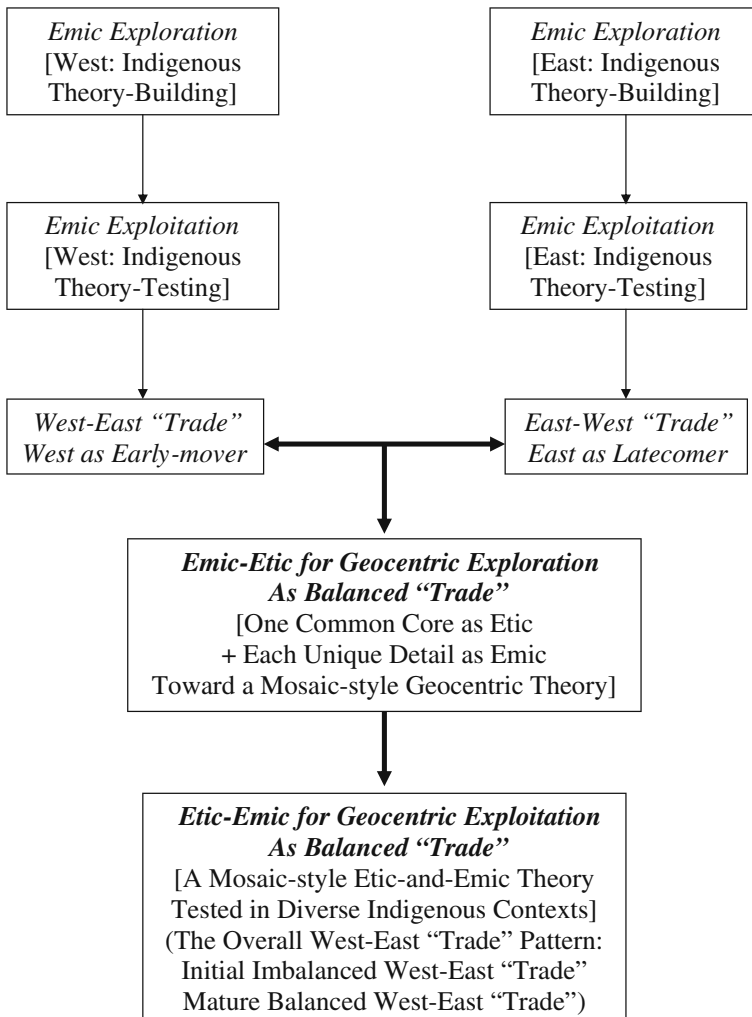 Emic Exploration
[West: Indigenous
Theory-Building]
Emic Exploration
[East: Indigenous
Theory-Building]
Emic Exploitation
[West: Indigenous
Theory-Testing]
Emic Exploitation
[East: Indigenous
Theory-Testing]
West-East “Trade”
West as Early-mover
East-West “Trade”
East as Latecomer
Emic-Etic for Geocentric Exploration
As Balanced “Trade”
[One Common Core as Etic
+ Each Unique Detail as Emic
Toward a Mosaic-style Geocentric Theory]
Etic-Emic for Geocentric Exploitation
As Balanced “Trade”
[A Mosaic-style Etic-and-Emic Theory
Tested in Diverse Indigenous Contexts]
(The Overall West-East “Trade” Pattern:
Initial Imbalanced West-East “Trade”
Mature Balanced West-East “Trade”)